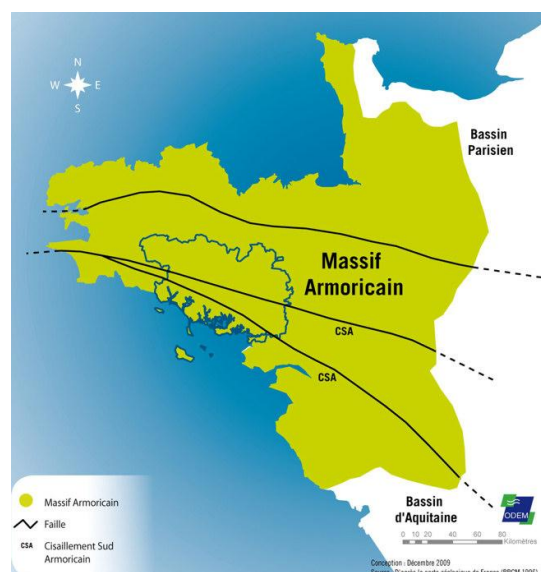 N
W E
S
Bassin
Parisien
Massif
Armoricain
CSA
CSA
Bassin
d'Aquitaine
Massif Armoricain
Faille
CSA Cisaillement Sud
Armoricain
ODEM
0 10 20 40 60 80
Kilomètres
Conception : Décembre 2009